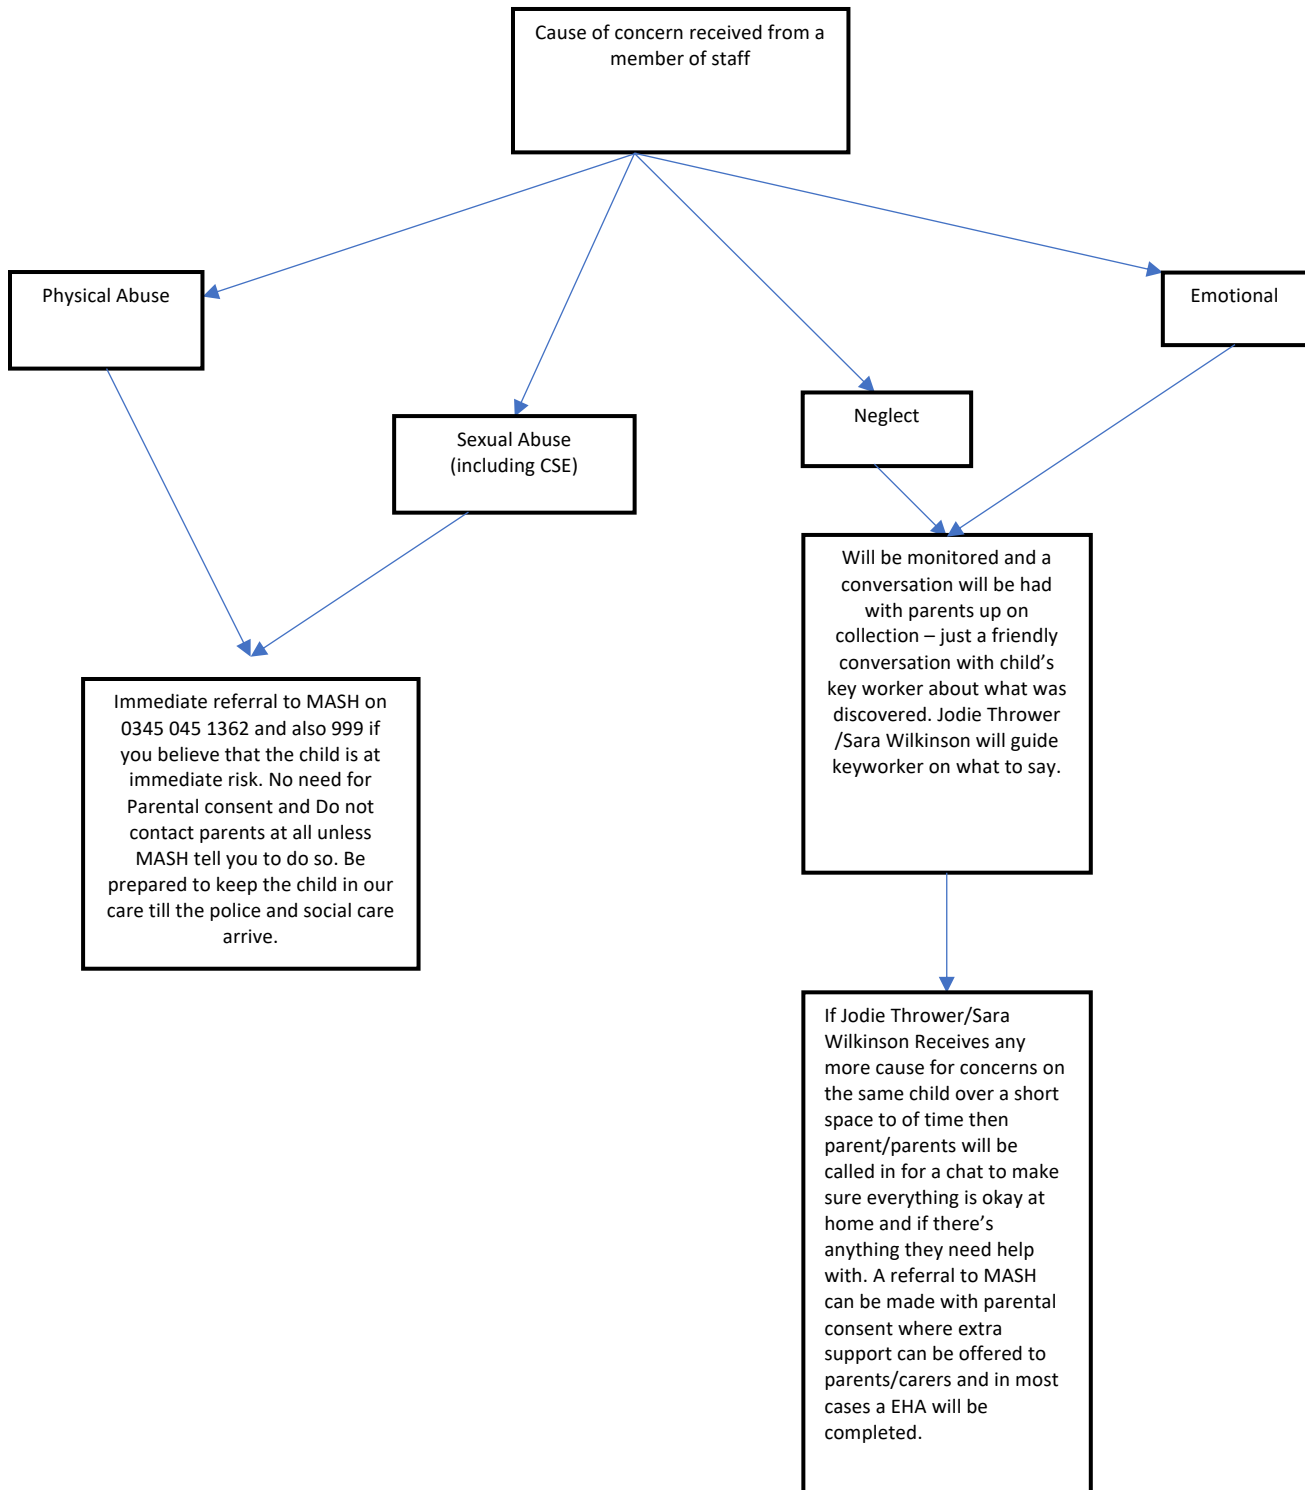 Cause of concern received from a
member of staff
Physical Abuse
Emotional
Neglect
Sexual Abuse
(including CSE)
Will be monitored and a
conversation will be had
with parents up on
collection – just a friendly
conversation with child’s
key worker about what was
discovered. Jodie Thrower
/Sara Wilkinson will guide
keyworker on what to say.
Immediate referral to MASH on
0345 045 1362 and also 999 if
you believe that the child is at
immediate risk. No need for
Parental consent and Do not
contact parents at all unless
MASH tell you to do so. Be
prepared to keep the child in our
care till the police and social care
arrive.
If Jodie Thrower/Sara
Wilkinson Receives any
more cause for concerns on
the same child over a short
space to of time then
parent/parents will be
called in for a chat to make
sure everything is okay at
home and if there’s
anything they need help
with. A referral to MASH
can be made with parental
consent where extra
support can be offered to
parents/carers and in most
cases a EHA will be
completed.